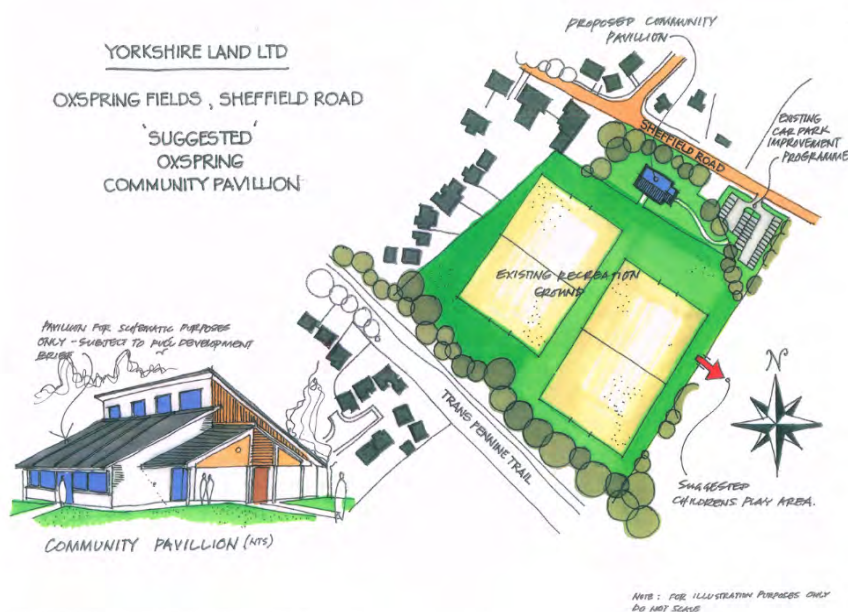 YORKSHIRE LAND LTD
OXSPRING FIELDS, SHEFFIELD ROAD
'SUGGESTED'
OXSPRING
COMMUNITY PAVILLION
PROPOSED COMMUNITY
PAVILLION
SHEFFIELD ROAD
EXISTING
CAR PARK
IMPROVEMENT
PROGRAMME
EXISTING RECREATION
GROUND
N
TRANS PENNINE TRAIL
SUGGESTED
CHILDRENS PLAY AREA.
PAVILLION FOR SCHEMATIC PURPOSES
ONLY - SUBJECT TO FULL DEVELOPMENT
BRIEF
COMMUNITY PAVILLION (NTS)
NOTE: FOR ILLUSTRATION PURPOSES ONLY
DO NOT SCALE